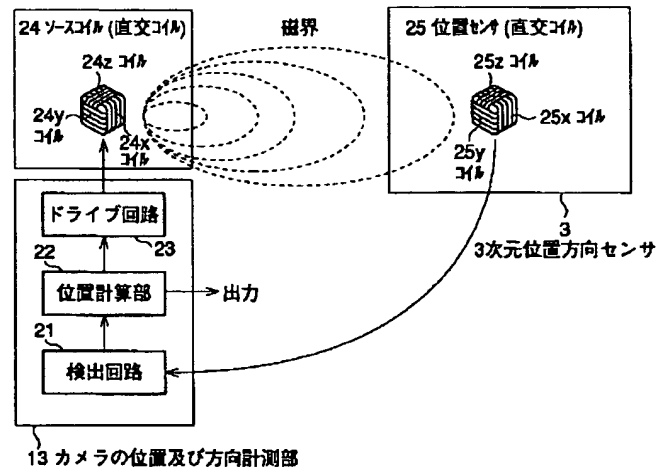 24 ソースコイル (直交コイル)
磁界
25 位置センサ (直交コイル)
24z コイル
24y
コイル
24x
コイル
25z コイル
25x コイル
25y
コイル
ドライブ回路
23
3
3次元位置方向センサ
22
位置計算部
出力
21
検出回路
13 カメラの位置及び方向計測部